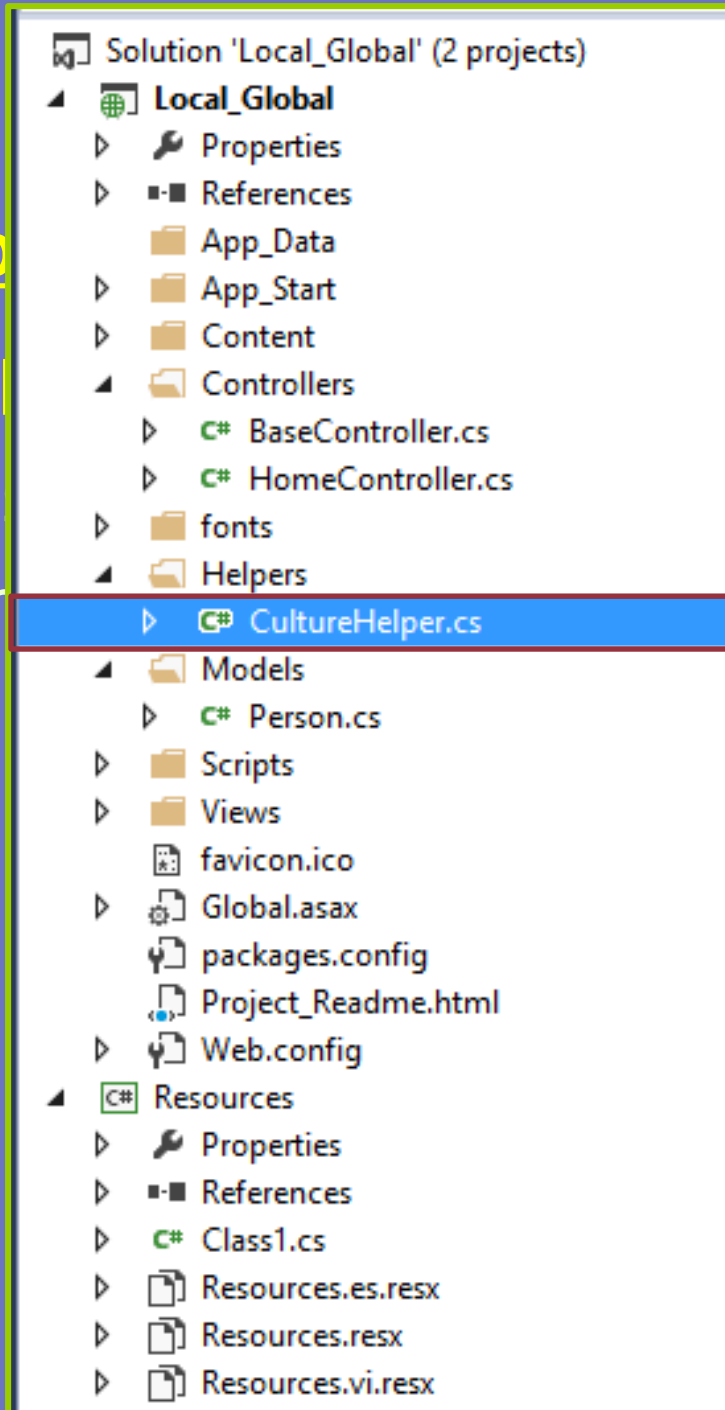 Solution 'Local_Global' (2 projects)
Local_Global
Properties
References
App_Data
App_Start
Content
Controllers
C# BaseController.cs
C# HomeController.cs
fonts
Helpers
C# CultureHelper.cs
Models
C# Person.cs
Scripts
Views
favicon.ico
Global.asax
packages.config
Project_Readme.html
Web.config
C# Resources
Properties
References
C# Class1.cs
Resources.es.resx
Resources.resx
Resources.vi.resx